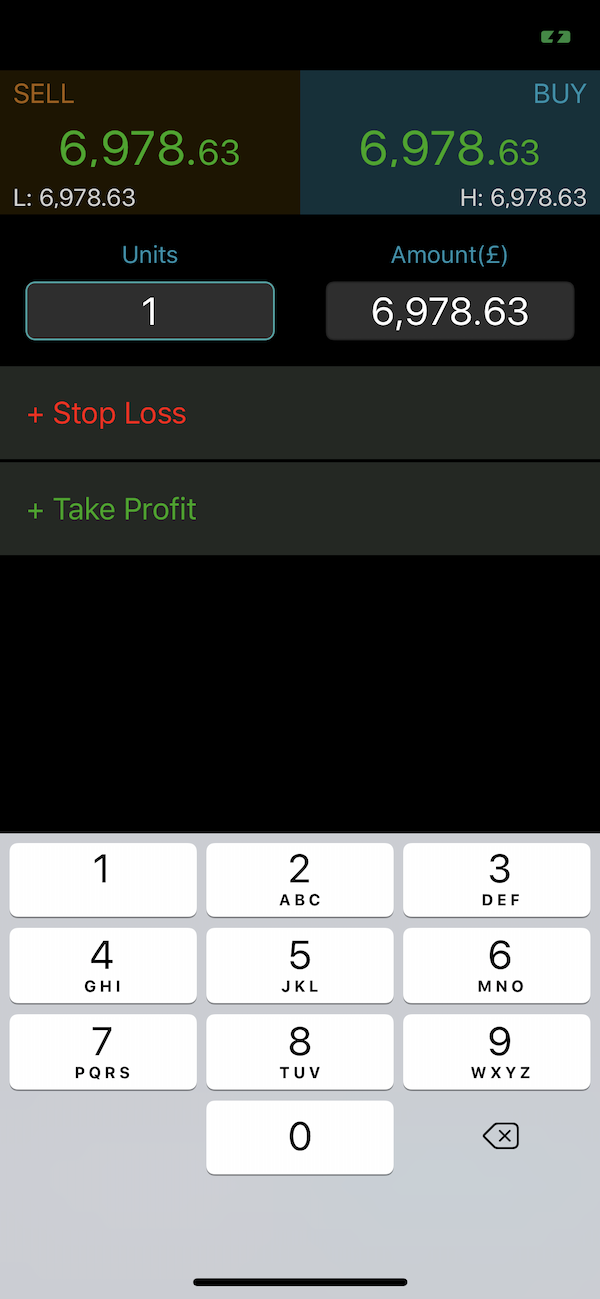 SELL
BUY
6,978.63
6,978.63
L: 6,978.63
H: 6,978.63
Units
Amount(£)
1
6,978.63
+ Stop Loss
+ Take Profit
1
2
3
ABC
DEF
4
5
6
GHI
JKL
MNO
7
8
9
PQRS
TUV
WXYZ
0